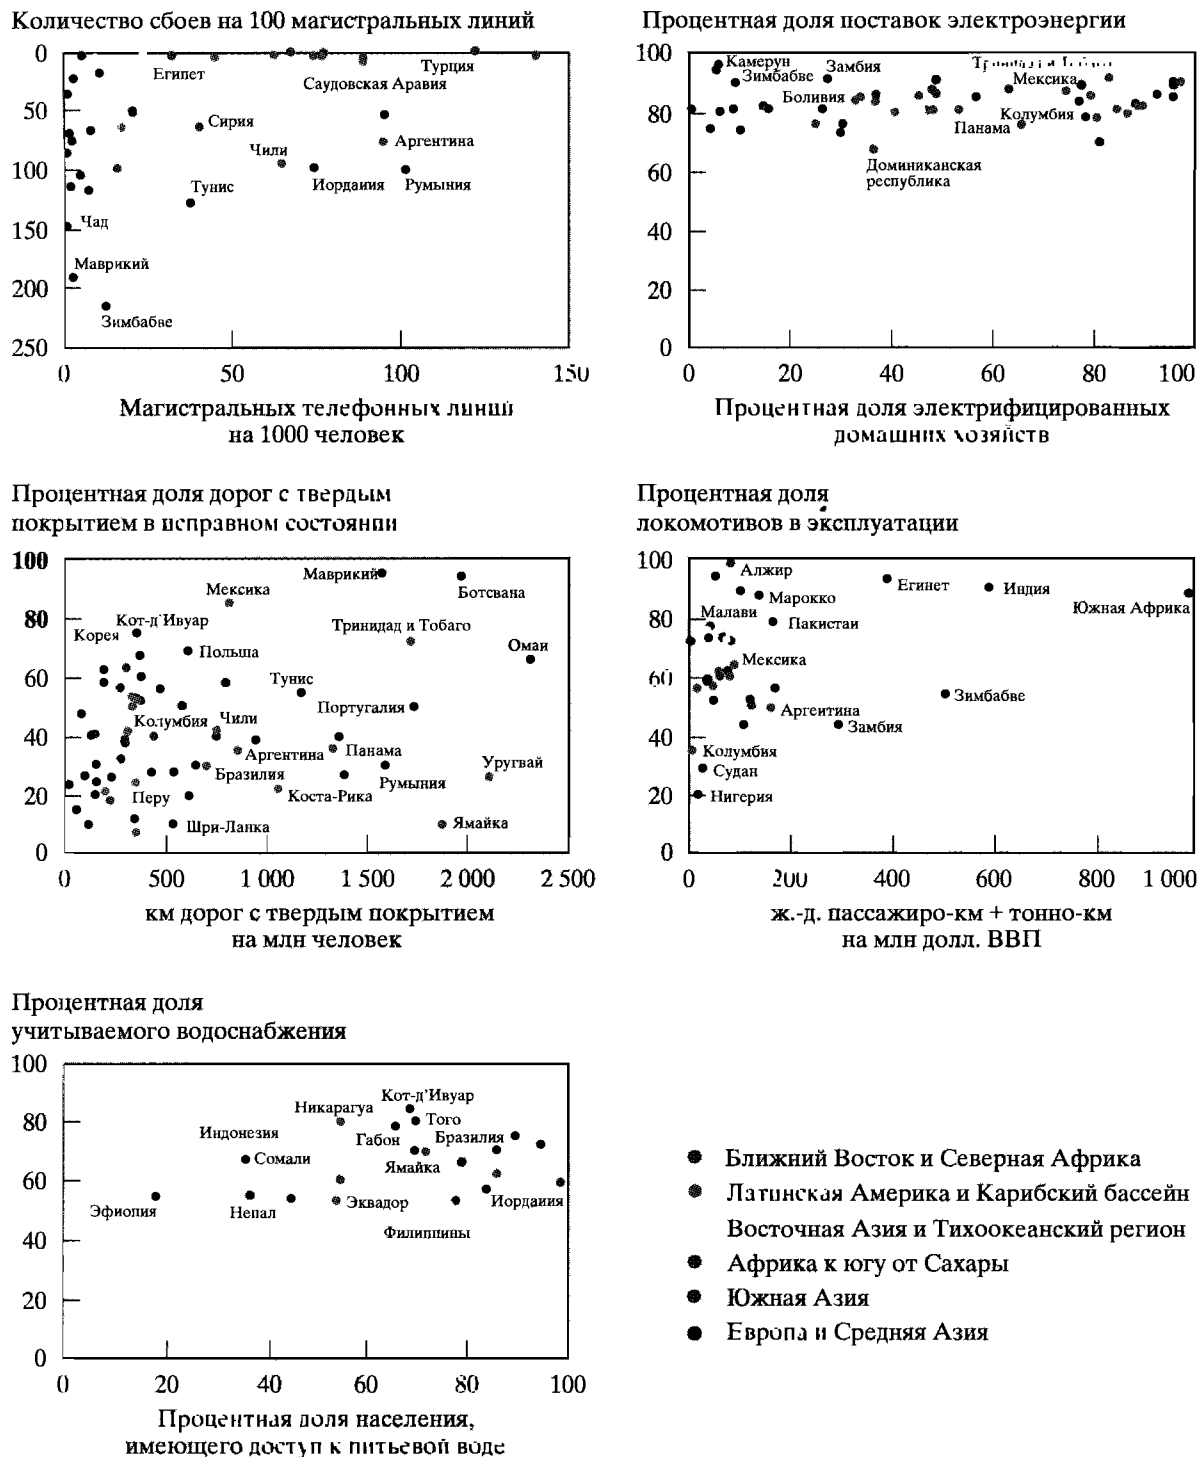 Количество сбоев на 100 магистральных линий
0
50
100
150
200
250
Египет
Турция
Саудовская Аравия
Сирия
Аргентина
Чили
Тунис
Иордаиия
Румыния
Чад
Маврикий
Зимбабве
0 50 100 150
Магистральных телефонных линий
на 1000 человек
Процентная доля поставок электроэнергии
100
80
60
40
20
0
Камерун
Зимбабве
Замбия
Мексика
Боливия
Колумбия
Панама
Доминиканская
республика
0 20 40 60 80 100
Процентная доля электрифицированных
домашних хозяйств
Процентная доля дорог с твердым
покрытием в исправном состоянии
100
80
60
40
20
0
Маврикий
Ботсвана
Мексика
Кот-д'Ивуар
Корея
Тринидад и Тобаго
Польша
Омаи
Тунис
Португалия
Колумбия
Чили
Аргентина
Панама
Бразилия
Уругвай
Румыния
Перу
Коста-Рика
Шри-Ланка
Ямайка
0 500 1 000 1 500 2 000 2 500
км дорог с твердым покрытием
на млн человек
Процентная доля
локомотивов в эксплуатации
100
80
60
40
20
0
Алжир
Егинет
Индия
Марокко
Южная Африка
Малави
Пакистаи
Мексика
Зимбабве
Аргеитина
Замбия
Колумбия
Судан
Нигерия
0 200 400 600 800 1 000
ж.-д. пассажиро-км + тонно-км
на млн долл. ВВП
Процентная доля
учитываемого водоснабжения
100
80
60
40
20
0
Кот-д'Ивуар
Никарагуа
Того
Индонезия
Габон
Бразилия
Сомали
Ямайка
Эфиопия
Непал
Эквадор
Иордаиия
Филиппины
0 20 40 60 80 100
Процентная доля населения,
имеющего доступ к питьевой воде
Ближний Восток и Северная Африка
Латинская Америка и Карибский бассейн
Восточная Азия и Тихоокеанский регион
Африка к югу от Сахары
Южная Азия
Европа и Средняя Азия